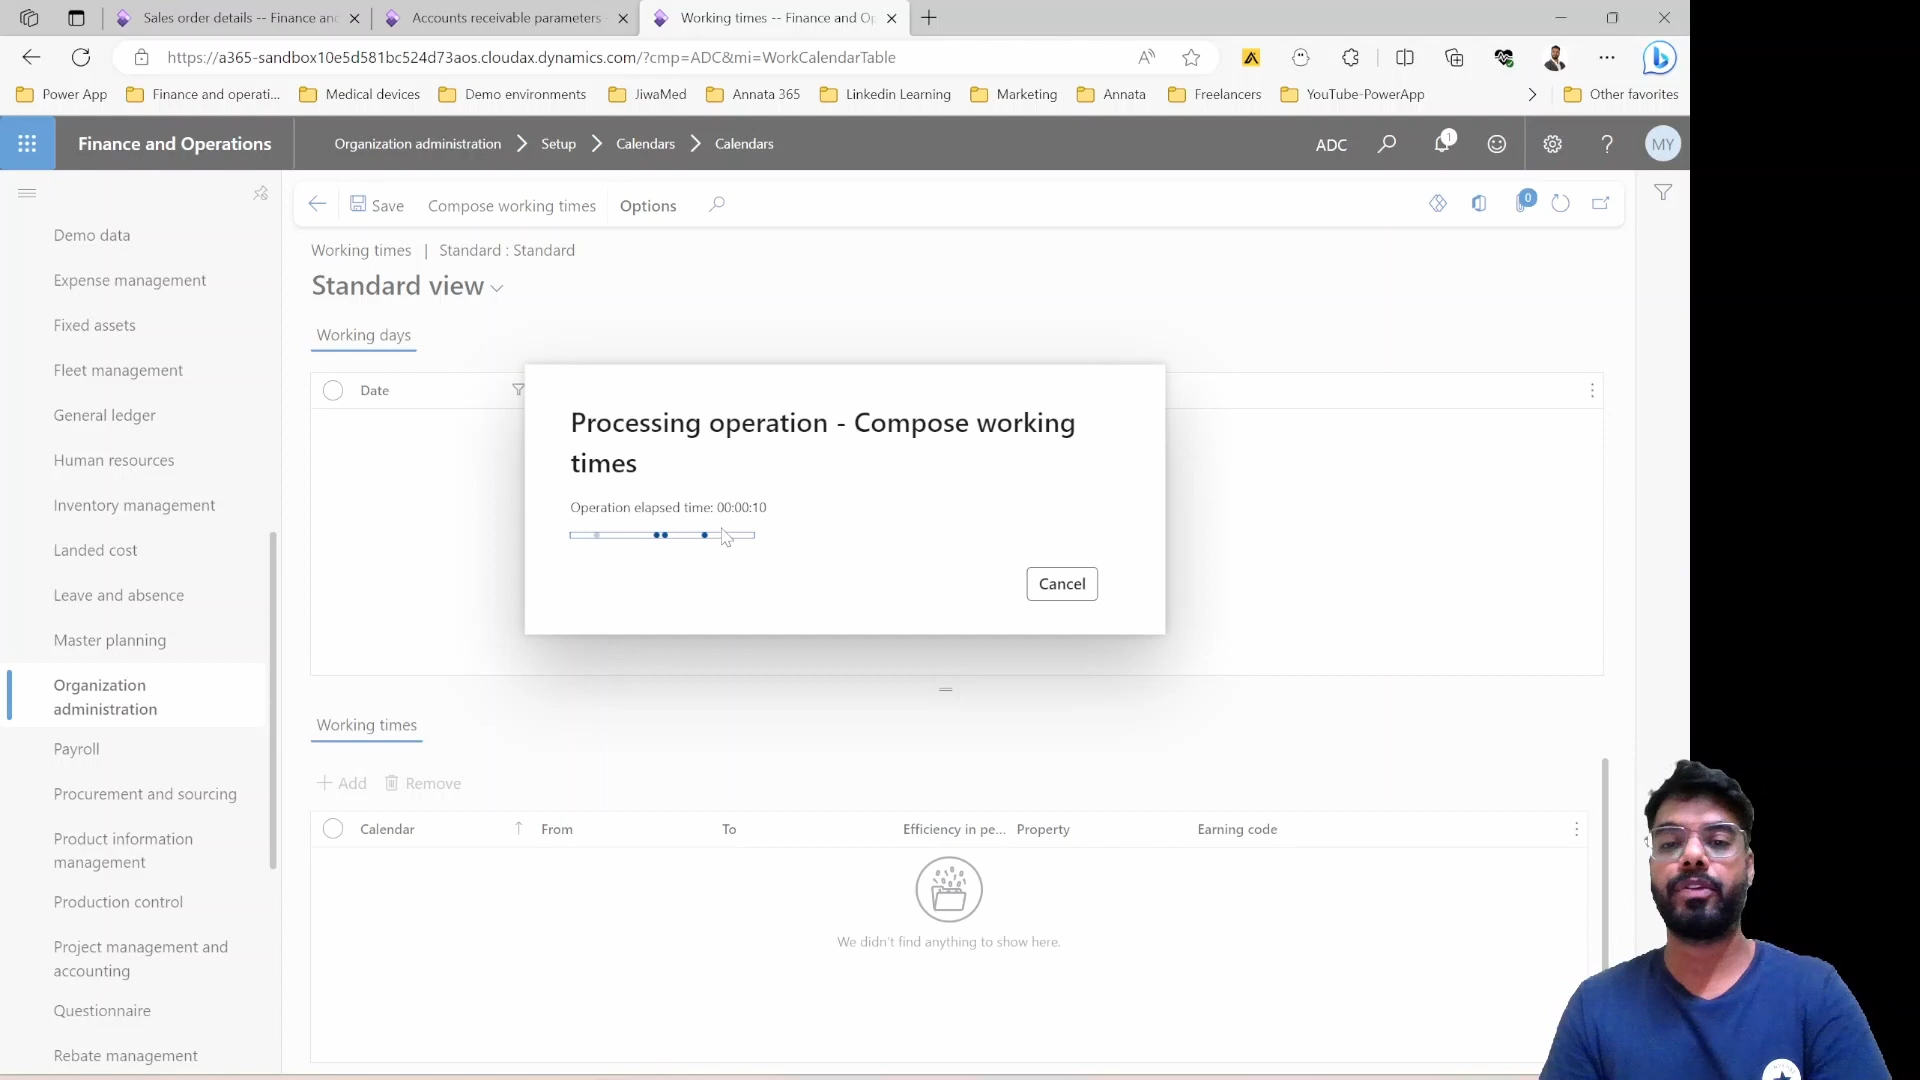 Sales order details -- Finance and
Accounts receivable parameters
Working times -- Finance and Op
https://a365-sandbox10e5d581bc524d73aos.cloudax.dynamics.com/?cmp=ADC&mi=WorkCalendarTable
Power App
Finance and operati...
Medical devices
Demo environments
JiwaMed
Annata 365
Linkedin Learning
Marketing
Annata
Freelancers
YouTube-PowerApp
Other favorites
Finance and Operations
Organization administration
Setup
Calendars
Calendars
ADC
1
MY
Save
Compose working times
Options
0
Demo data
Expense management
Fixed assets
Fleet management
General ledger
Human resources
Inventory management
Landed cost
Leave and absence
Master planning
Organization
administration
Payroll
Procurement and sourcing
Product information
management
Production control
Project management and
accounting
Questionnaire
Rebate management
Working times | Standard : Standard
Standard view
Working days
Date
Processing operation - Compose working
times
Operation elapsed time: 00:00:10
Cancel
Working times
Add
Remove
Calendar
From
To
Efficiency in pe...
Property
Earning code
We didn't find anything to show here.